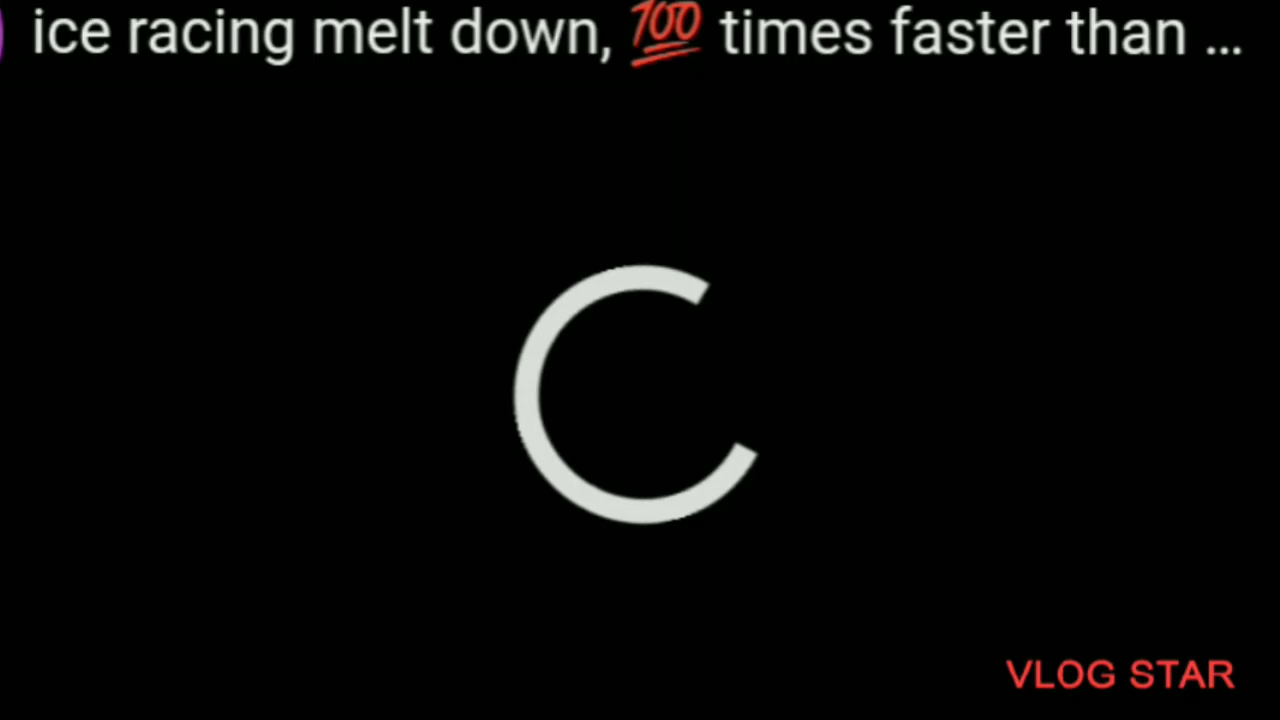 ice racing melt down, 💯 times faster than ...
VLOG STAR